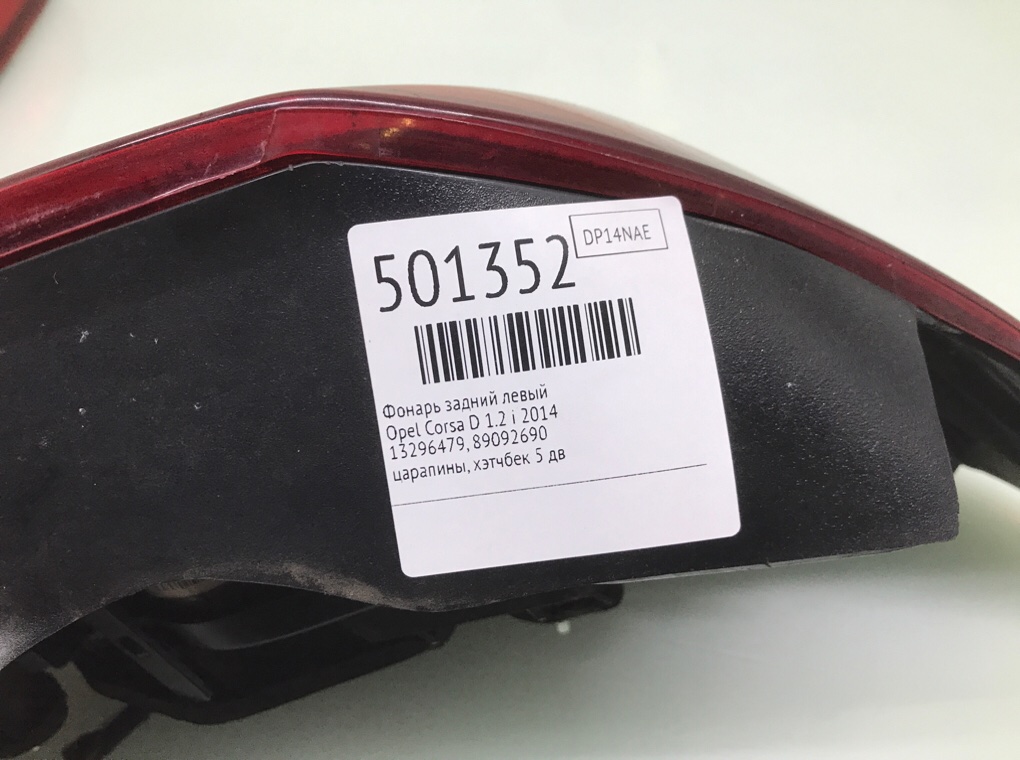 501352
DP14NAE
Фонарь задний левый
Opel Corsa D 1.2 i 2014
13296479, 89092690
царапины, хэтчбек 5 дв